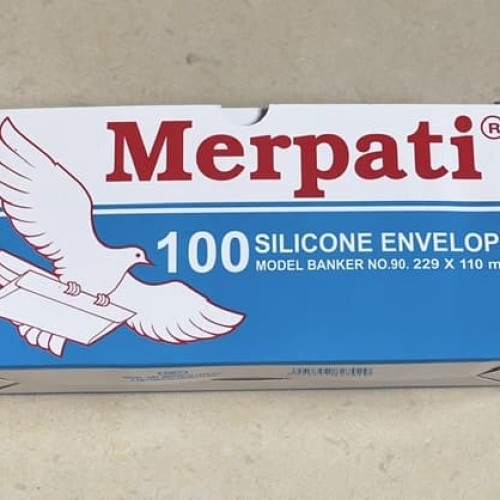 Merpati®
100 SILICONE ENVELOP
MODEL BANKER NO.90. 229 X 110 m